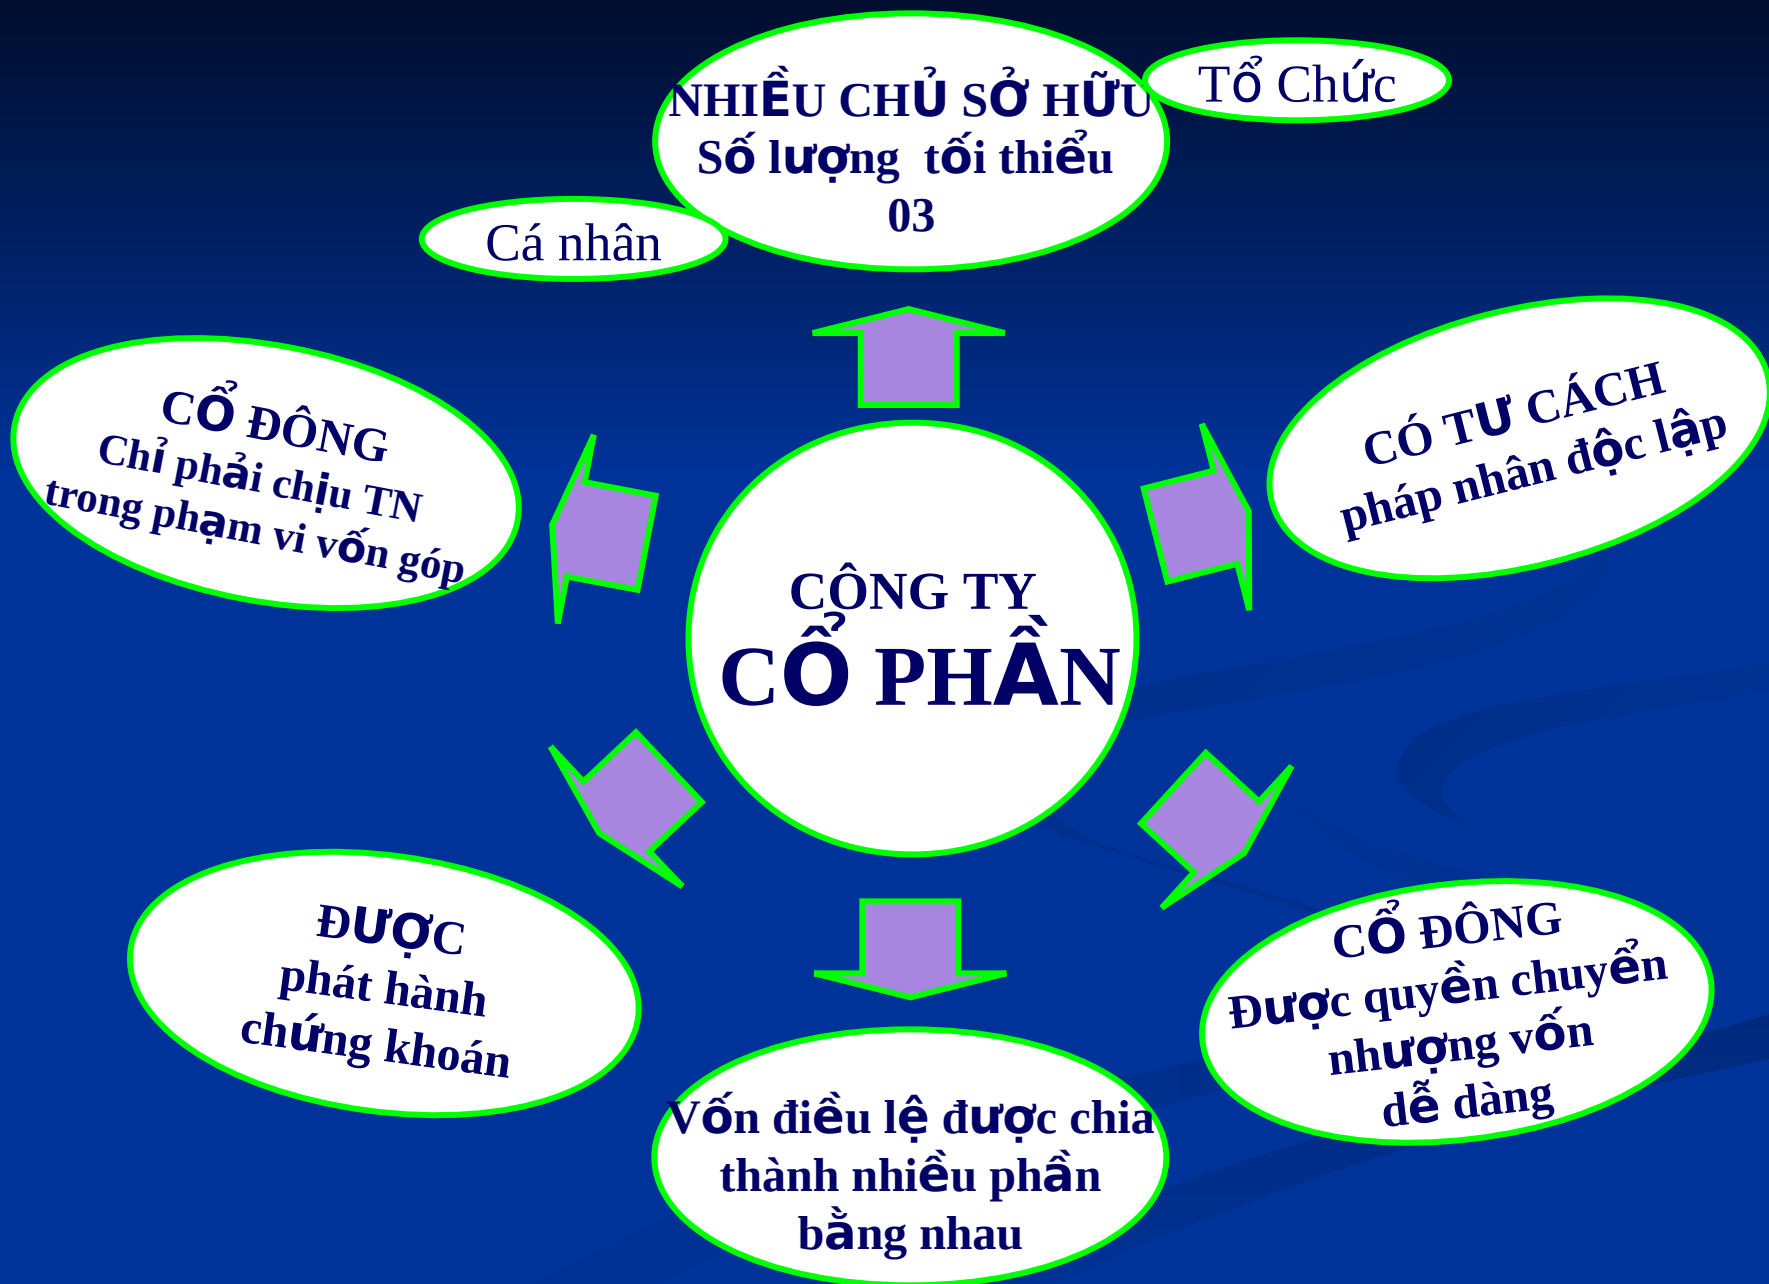 NHIỀU CHỦ SỞ HỮU
Số lượng tối thiểu
03
Tổ Chức
Cá nhân
CỔ ĐÔNG
Chỉ phải chịu TN
trong phạm vi vốn góp
CÓ TƯ CÁCH
pháp nhân độc lập
CÔNG TY
CỔ PHẦN
ĐƯỢC
phát hành
chứng khoán
CỔ ĐÔNG
Được quyền chuyển
nhượng vốn
dễ dàng
Vốn điều lệ được chia
thành nhiều phần
bằng nhau